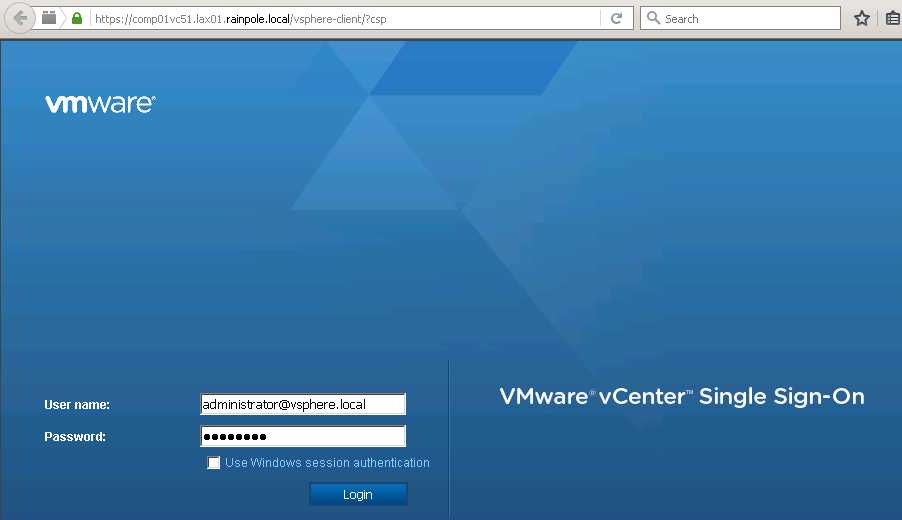 https://comp01vc51.lax01.rainpole.local/vsphere-client/?csp
Search
vmware®
VMware® vCenter™ Single Sign-On
User name: administrator@vsphere.local
Password: ●●●●●●●●
Use Windows session authentication
Login